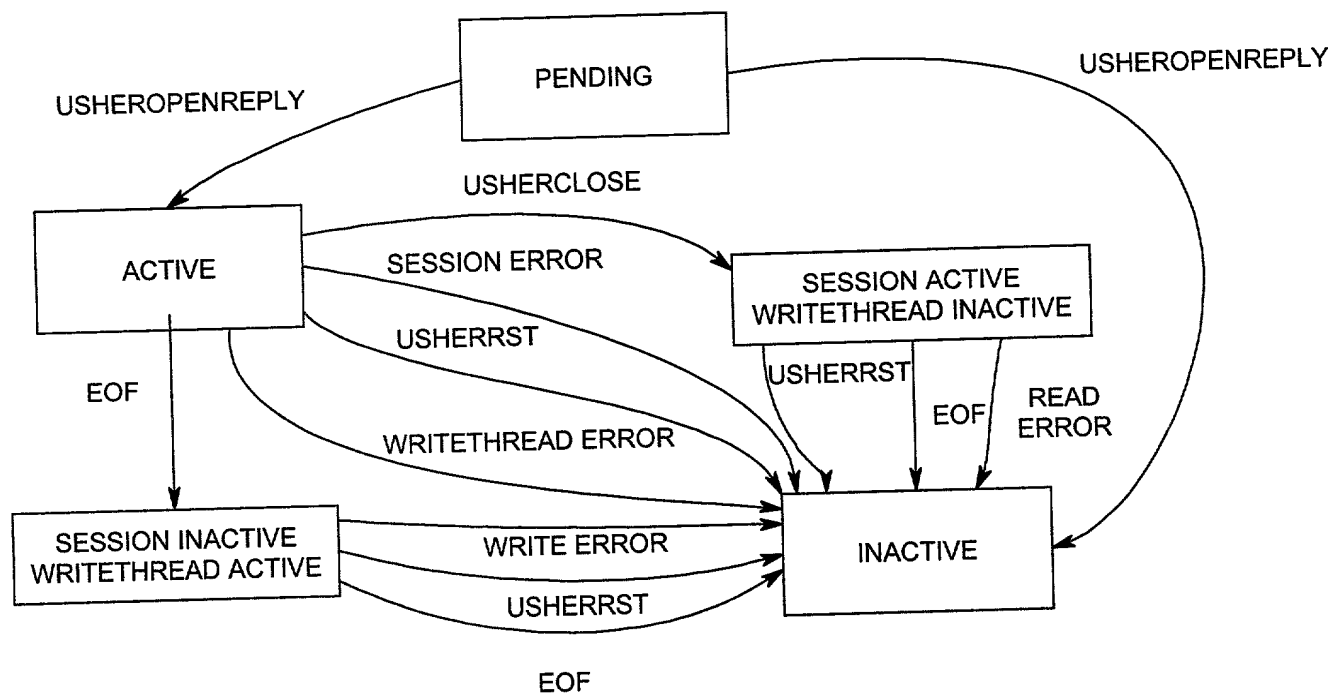 PENDING
USHEROPENREPLY
USHEROPENREPLY
USHERCLOSE
ACTIVE
SESSION ERROR
SESSION ACTIVE
WRITETHREAD INACTIVE
USHERRST
USHERRST
EOF
EOF
READ
ERROR
WRITETHREAD ERROR
SESSION INACTIVE
WRITETHREAD ACTIVE
WRITE ERROR
INACTIVE
USHERRST
EOF